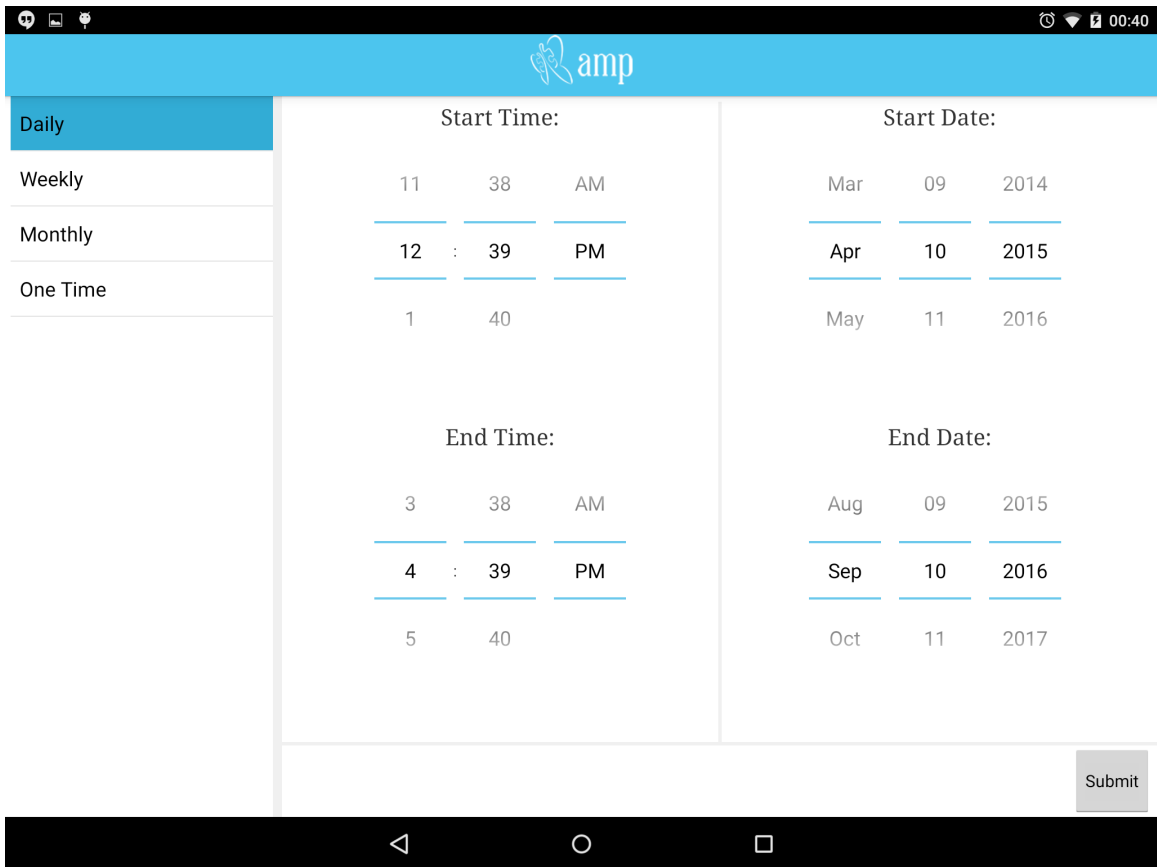 00:40
amp
Daily
Weekly
Monthly
One Time
Start Time:
11 38 AM
12 : 39 PM
1 40
Start Date:
Mar 09 2014
Apr 10 2015
May 11 2016
End Time:
3 38 AM
4 : 39 PM
5 40
End Date:
Aug 09 2015
Sep 10 2016
Oct 11 2017
Submit